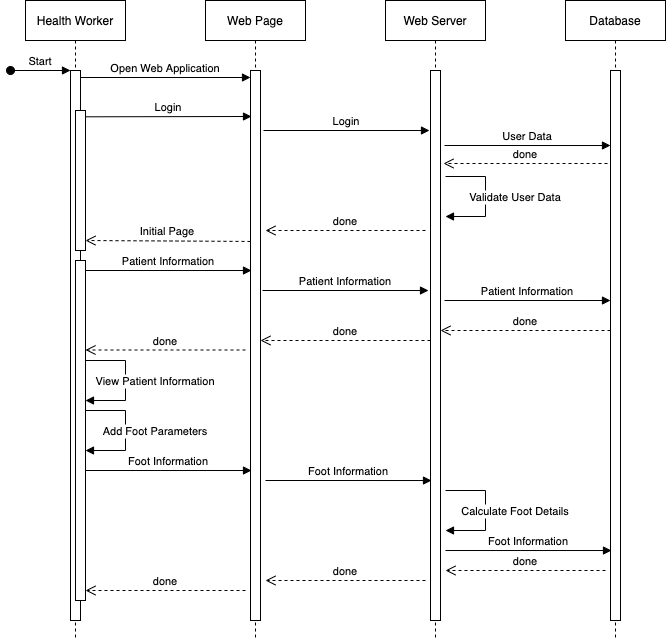 Health Worker
Web Page
Web Server
Database
Start
Open Web Application
Login
Login
User Data
done
Validate User Data
done
Initial Page
Patient Information
Patient Information
Patient Information
done
done
done
View Patient Information
Add Foot Parameters
Foot Information
Foot Information
Calculate Foot Details
Foot Information
done
done
done